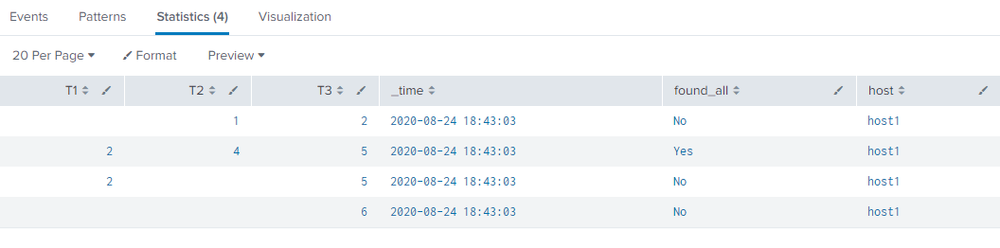 Events Patterns Statistics (4) Visualization
20 Per Page Format Preview
T1 T2 T3 _time found_all host
1 2 2020-08-24 18:43:03 No host1
2 4 5 2020-08-24 18:43:03 Yes host1
2 5 2020-08-24 18:43:03 No host1
6 2020-08-24 18:43:03 No host1